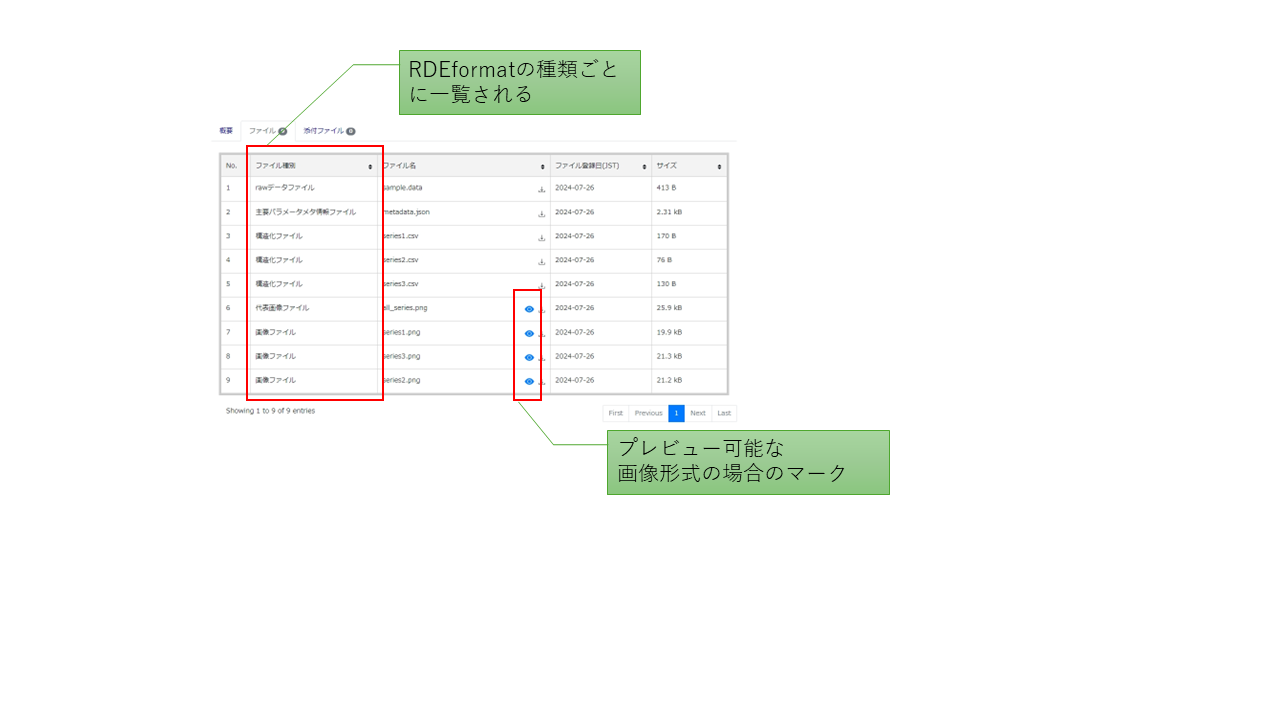 RDEformatの種類ごと
に一覧される
概要 ファイル 9 添付ファイル 0
No. ファイル種別 ファイル名 ファイル登録日(JST) サイズ
1 rawデータファイル sample.data 2024-07-26 413 B
2 主要パラメータメタ情報ファイル metadata.json 2024-07-26 2.31 kB
3 構造化ファイル series1.csv 2024-07-26 170 B
4 構造化ファイル series2.csv 2024-07-26 76 B
5 構造化ファイル series3.csv 2024-07-26 130 B
6 代表画像ファイル all_series.png 2024-07-26 25.9 kB
7 画像ファイル series1.png 2024-07-26 19.9 kB
8 画像ファイル series3.png 2024-07-26 21.3 kB
9 画像ファイル series2.png 2024-07-26 21.2 kB
Showing 1 to 9 of 9 entries First Previous 1 Next Last
プレビュー可能な
画像形式の場合のマーク